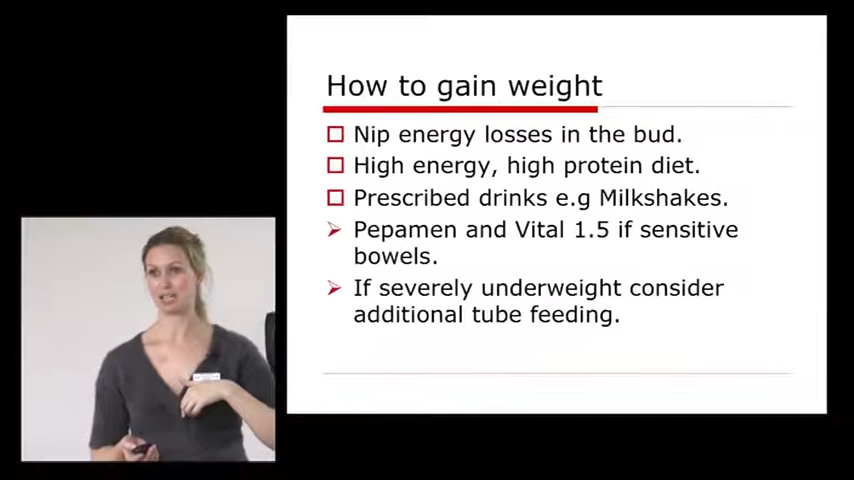 How to gain weight
Nip energy losses in the bud.
High energy, high protein diet.
Prescribed drinks e.g Milkshakes.
Pepamen and Vital 1.5 if sensitive
bowels.
If severely underweight consider
additional tube feeding.